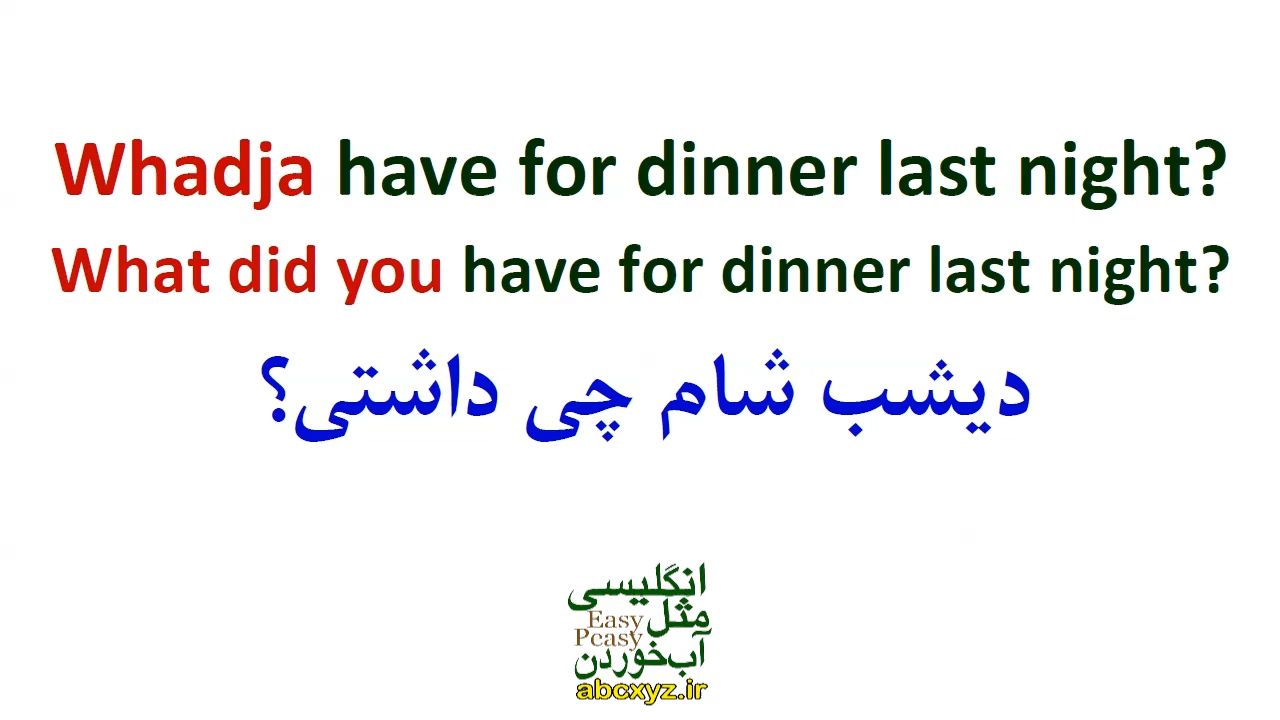 Whadja have for dinner last night?
What did you have for dinner last night?
دیشب شام چی داشتی؟
انگلیسی
مثل Easy
Peasy
آب‌خوردن
abcxyz.ir